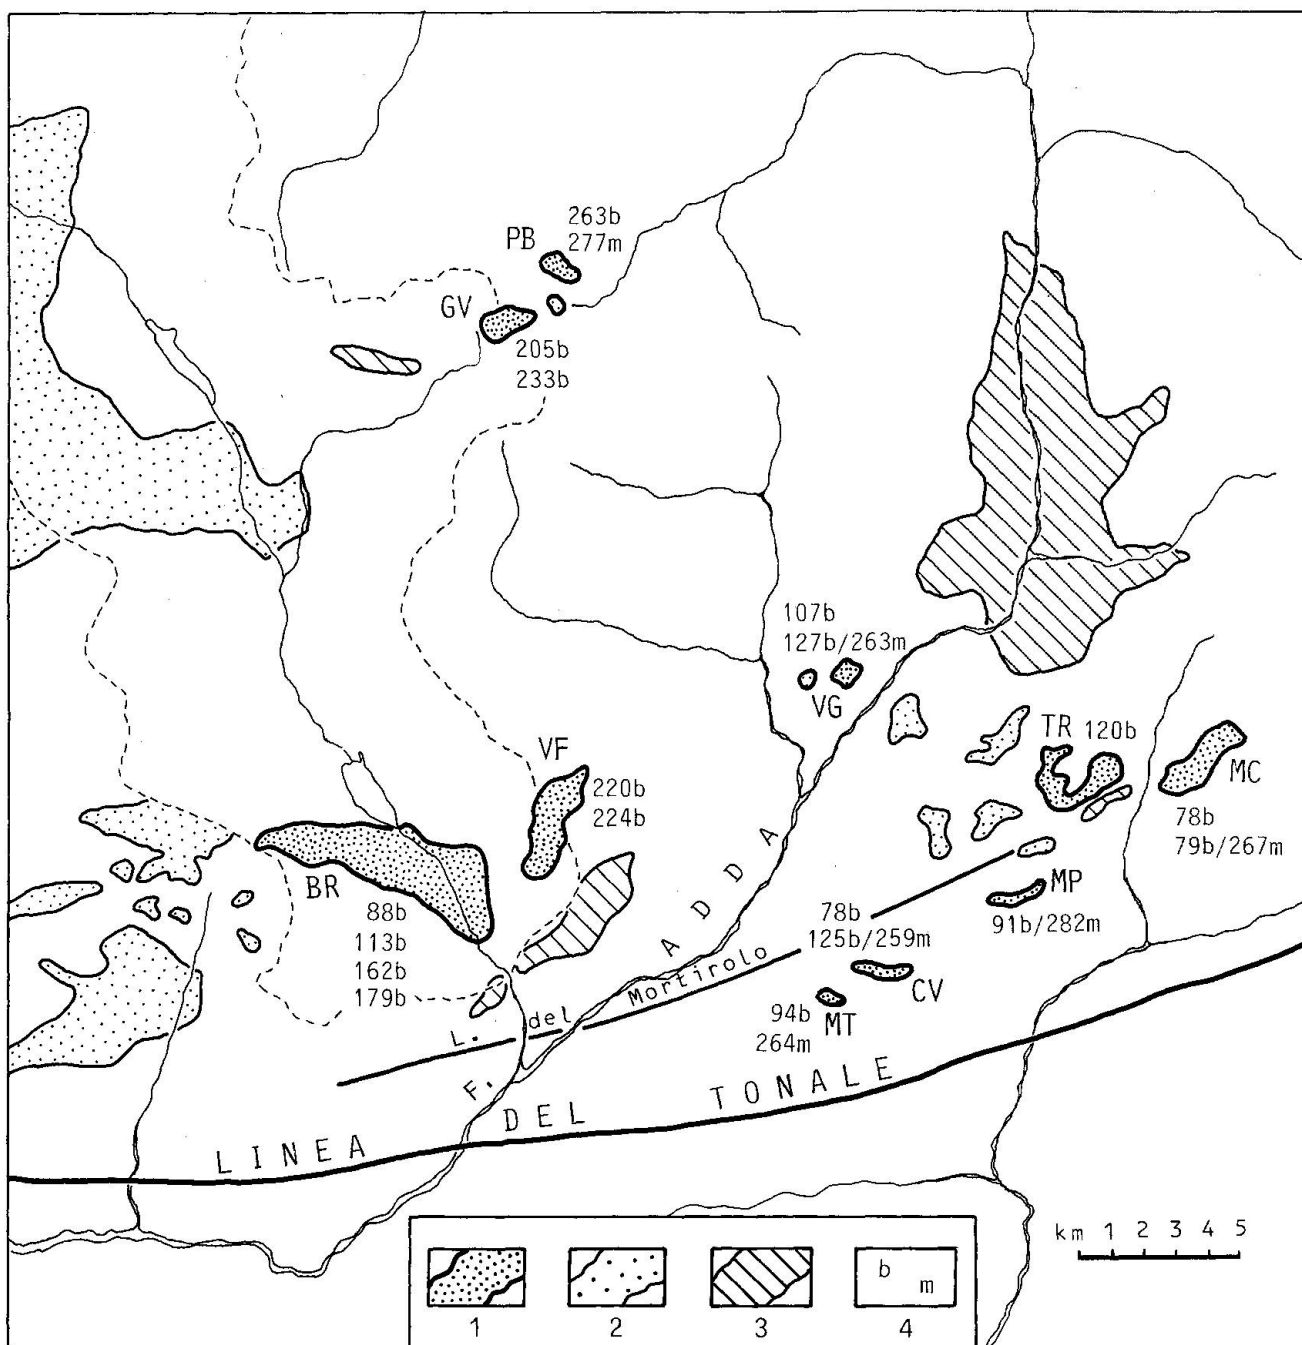 263b
PB 277m
GV
205b
233b
107b
127b/263m
VG
TR 120b
VF
MC
220b
224b
78b
79b/267m
BR
MP
88b
78b
91b/282m
113b
125b/259m
162b
179b
CV
L. del Mortirolo
94b MT
264m
F. ADDA
LINEA DEL TONALE
km 1 2 3 4 5
b
m
1 2 3 4